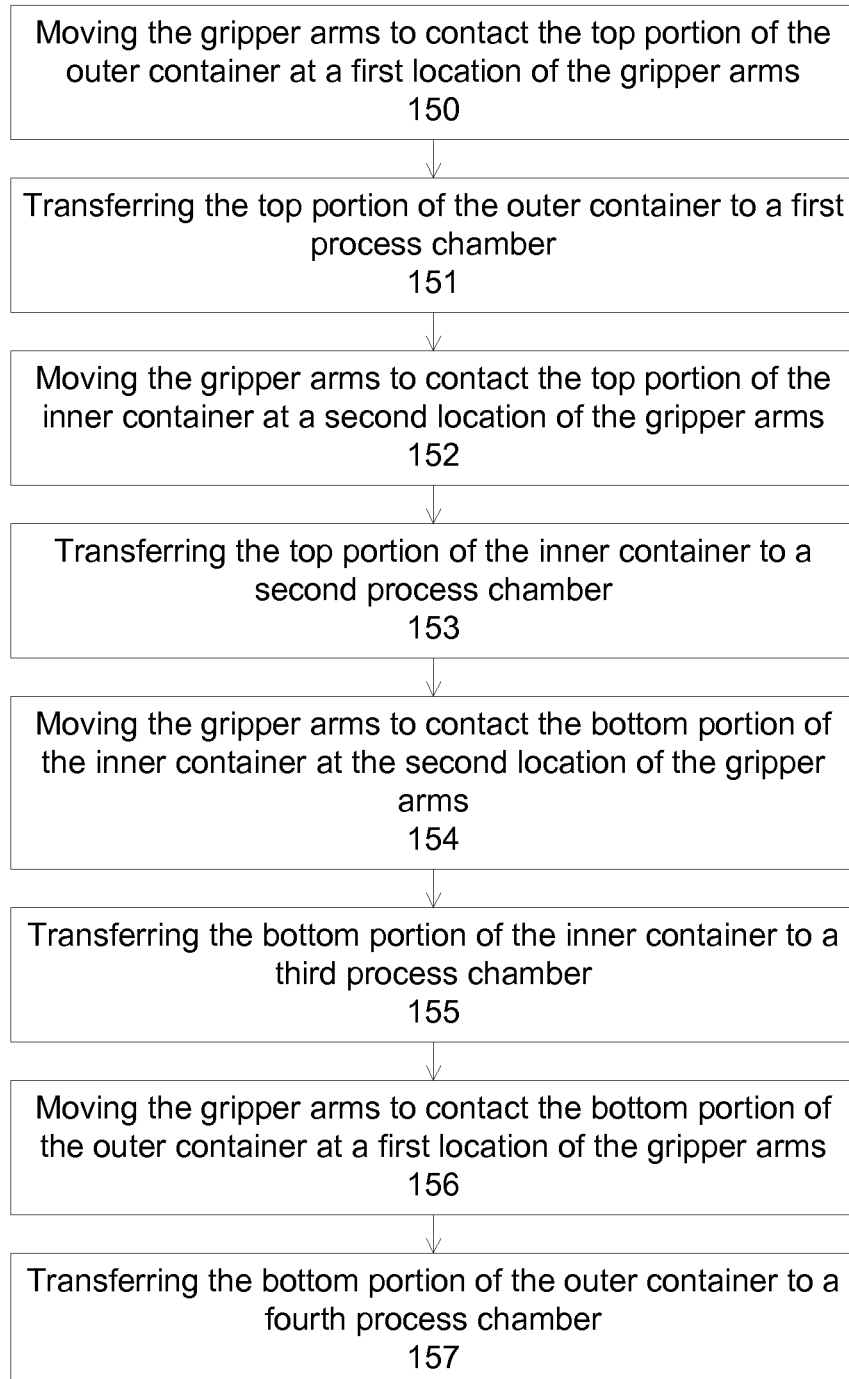 Moving the gripper arms to contact the top portion of the
outer container at a first location of the gripper arms
150
Transferring the top portion of the outer container to a first
process chamber
151
Moving the gripper arms to contact the top portion of the
inner container at a second location of the gripper arms
152
Transferring the top portion of the inner container to a
second process chamber
153
Moving the gripper arms to contact the bottom portion of
the inner container at the second location of the gripper
arms
154
Transferring the bottom portion of the inner container to a
third process chamber
155
Moving the gripper arms to contact the bottom portion of
the outer container at a first location of the gripper arms
156
Transferring the bottom portion of the outer container to a
fourth process chamber
157